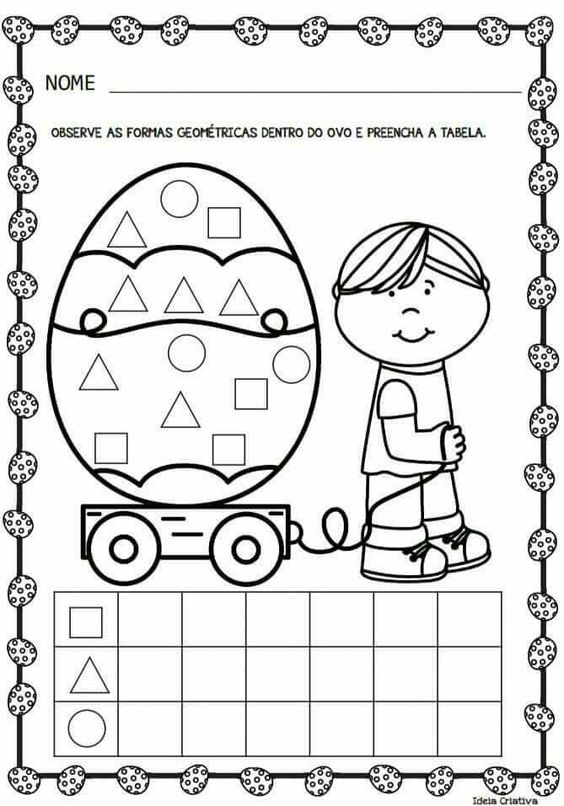 NOME
OBSERVE AS FORMAS GEOMÉTRICAS DENTRO DO OVO E PREENCHA A TABELA.
Ideia Criativa